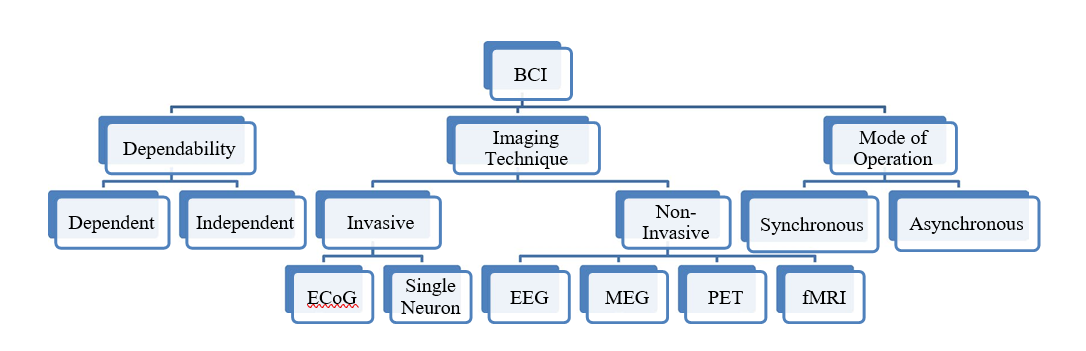 BCI
Dependability
Imaging
Technique
Mode of
Operation
Dependent
Independent
Invasive
Non-
Invasive
Synchronous
Asynchronous
ECoG
Single
Neuron
EEG
MEG
PET
fMRI